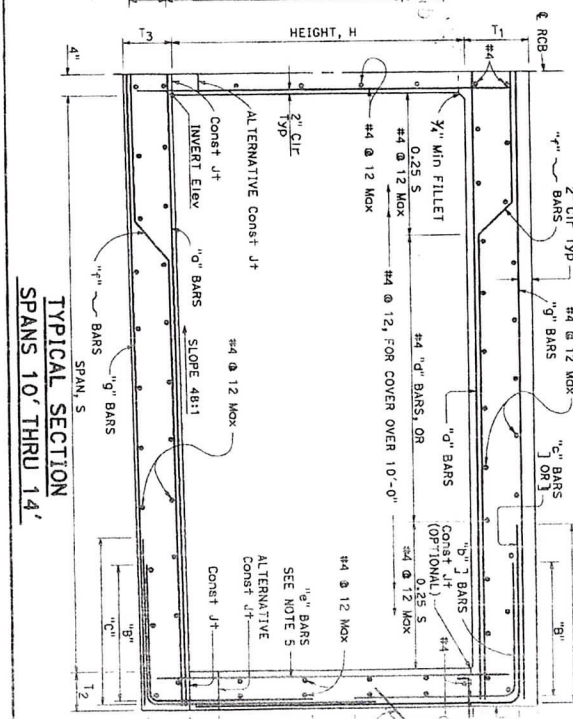 ℄ RCB
T1
HEIGHT, H
T3
4"
#4
"f" BARS
2" Clr Typ
#4 @ 12 Max
"g" BARS
"c" BARS
OR
"B"
3/4" Min FILLET
#4 @ 12 Max
0.25 S
#4 @ 12 Max
2" Clr
Typ
ALTERNATIVE Const Jt
Const Jt
INVERT Elev
#4 "d" BARS, OR
#4 @ 12, FOR COVER OVER 10'-0"
"a" BARS
"b" BARS
Const Jt
(OPTIONAL)
0.25 S
#4 @ 12 Max
#4
"a" BARS
SLOPE 48:1
#4 @ 12 Max
#4 @ 12 Max
"e" BARS
SEE NOTE 5
ALTERNATIVE
Const Jt
Const Jt
"f" BARS
"g" BARS
"B"
"C"
T2
SPAN, S
TYPICAL SECTION
SPANS 10' THRU 14'